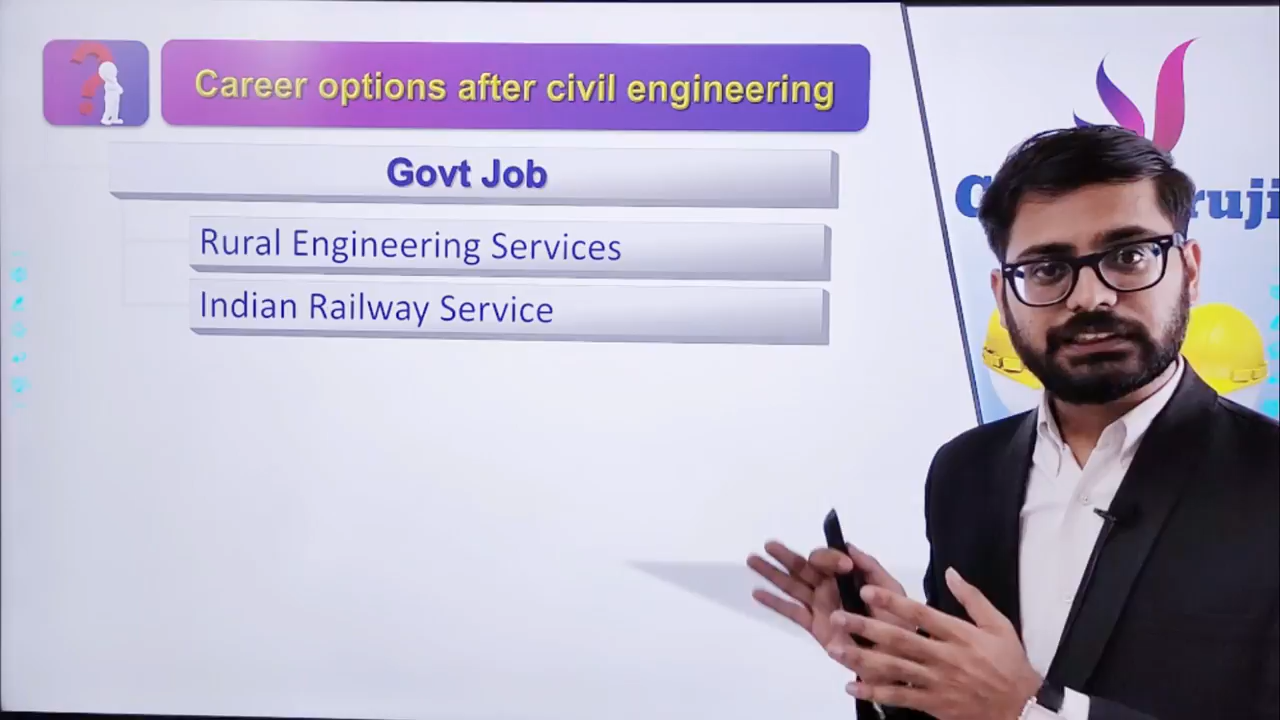 Career options after civil engineering
Govt Job
Rural Engineering Services
Indian Railway Service